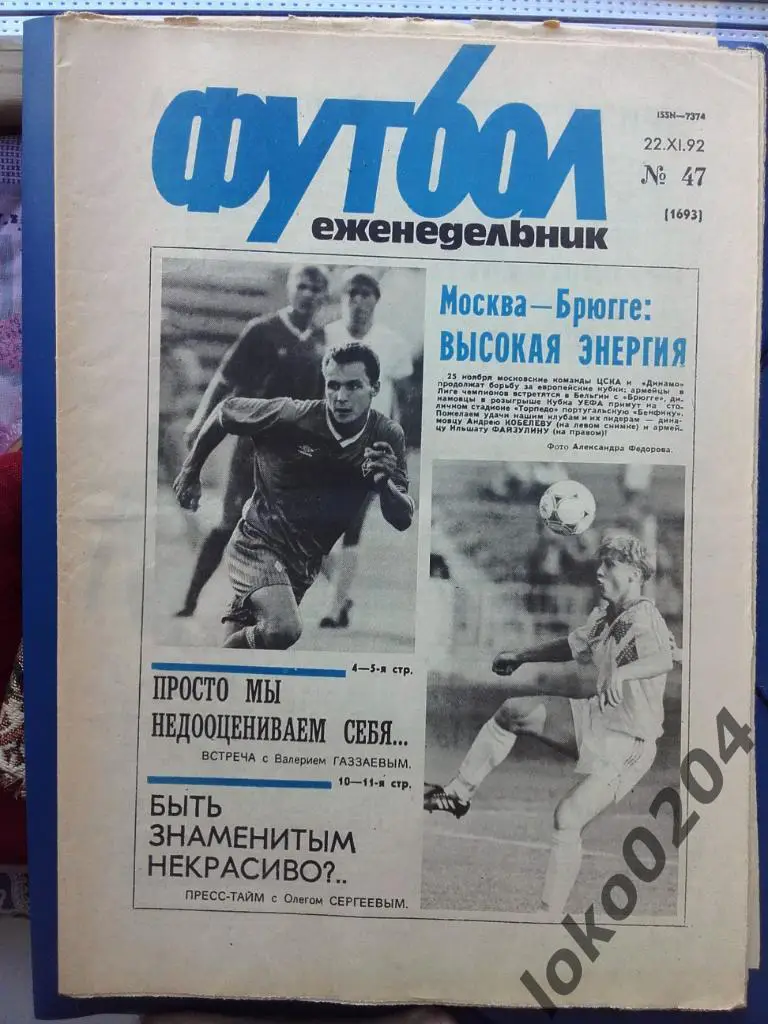 ФУТБОЛ
еженедельник
ISSN—7374
22.XI.92
№ 47
(1693)
Москва—Брюгге:
ВЫСОКАЯ ЭНЕРГИЯ
25 ноября московские команды ЦСКА и «Динамо»
продолжат борьбу за европейские кубки: армейцы в
Лиге чемпионов встретятся в Бельгии с «Брюгге», ди-
намовцы в розыгрыше Кубка УЕФА примут на сто-
личном стадионе «Торпедо» португальскую «Бенфику».
Пожелаем удачи нашим клубам и их лидерам — дина-
мовцу Андрею КОБЕЛЕВУ (на левом снимке) и армей-
цу Ильшату ФАЙЗУЛИНУ (на правом)!
Фото Александра Федорова.
4—5-я стр.
ПРОСТО МЫ
НЕДООЦЕНИВАЕМ СЕБЯ...
ВСТРЕЧА с Валерием ГАЗЗАЕВЫМ.
10—11-я стр.
БЫТЬ
ЗНАМЕНИТЫМ
НЕКРАСИВО?..
ПРЕСС-ТАЙМ с Олегом СЕРГЕЕВЫМ.
loko00204